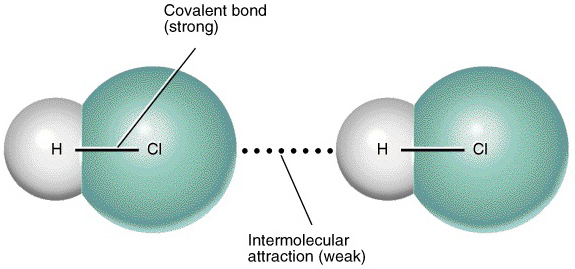 Covalent bond
(strong)
H Cl H Cl
Intermolecular
attraction (weak)